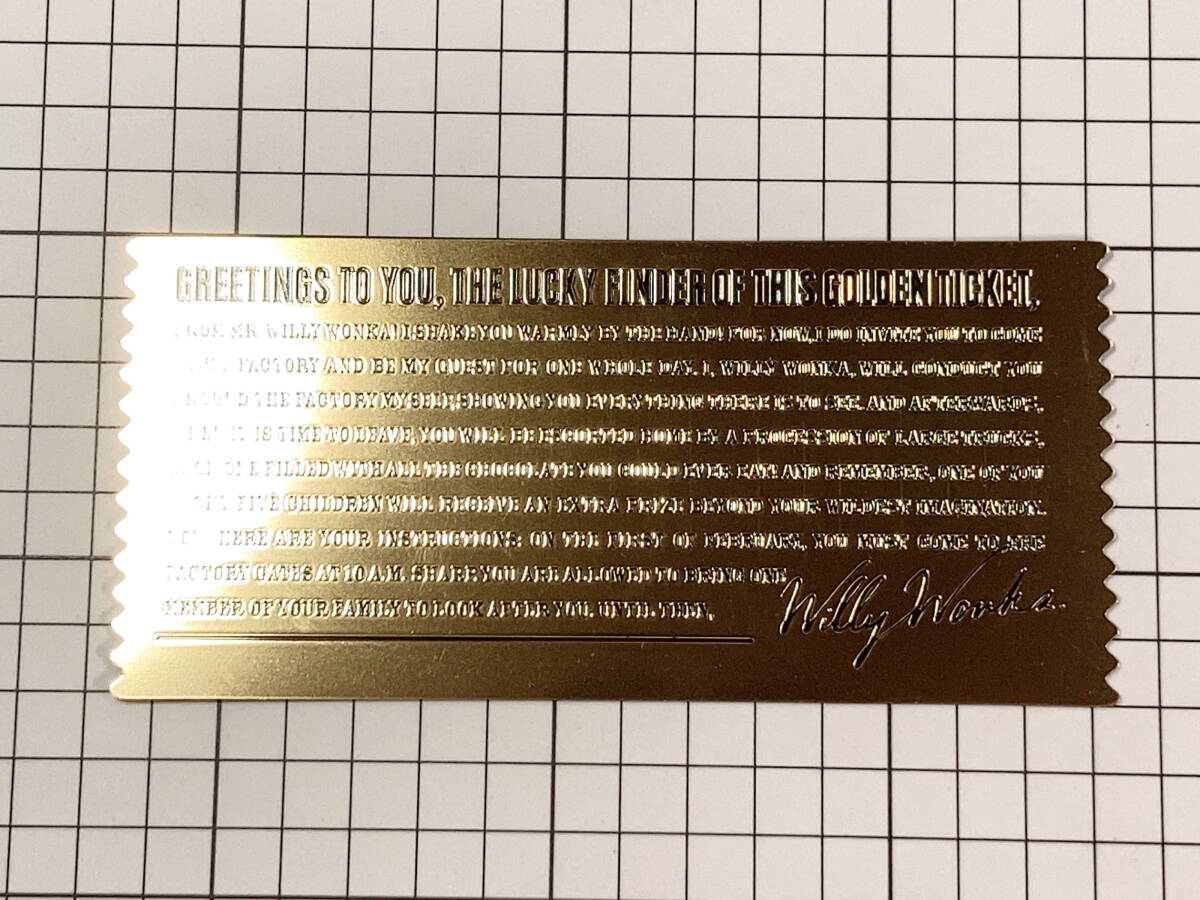 GREETINGS TO YOU, THE LUCKY FINDER OF THIS GOLDEN TICKET,
FROM MR. WILLY WONKA! I SHAKE YOU WARMLY BY THE HAND! FOR NOW, I DO INVITE YOU TO COME
FACTORY AND BE MY GUEST FOR ONE WHOLE DAY. I, WILLY WONKA, WILL CONDUCT YOU
AROUND THE FACTORY MYSELF, SHOWING YOU EVERYTHING THERE IS TO SEE. AND AFTERWARDS,
IS TIME TO LEAVE, YOU WILL BE ESCORTED HOME BY A PROCESSION OF LARGE TRUCKS,
ONE FILLED WITH ALL THE CHOCOLATE YOU COULD EVER EAT! AND REMEMBER, ONE OF YOU
FIVE CHILDREN WILL RECEIVE AN EXTRA PRIZE BEYOND YOUR WILDEST IMAGINATION.
HERE ARE YOUR INSTRUCTIONS: ON THE FIRST OF FEBRUARY, YOU MUST COME TO THE
FACTORY GATES AT 10 A.M. SHARP. YOU ARE ALLOWED TO BRING ONE
MEMBER OF YOUR FAMILY TO LOOK AFTER YOU. UNTIL THEN,
Willy Wonka.